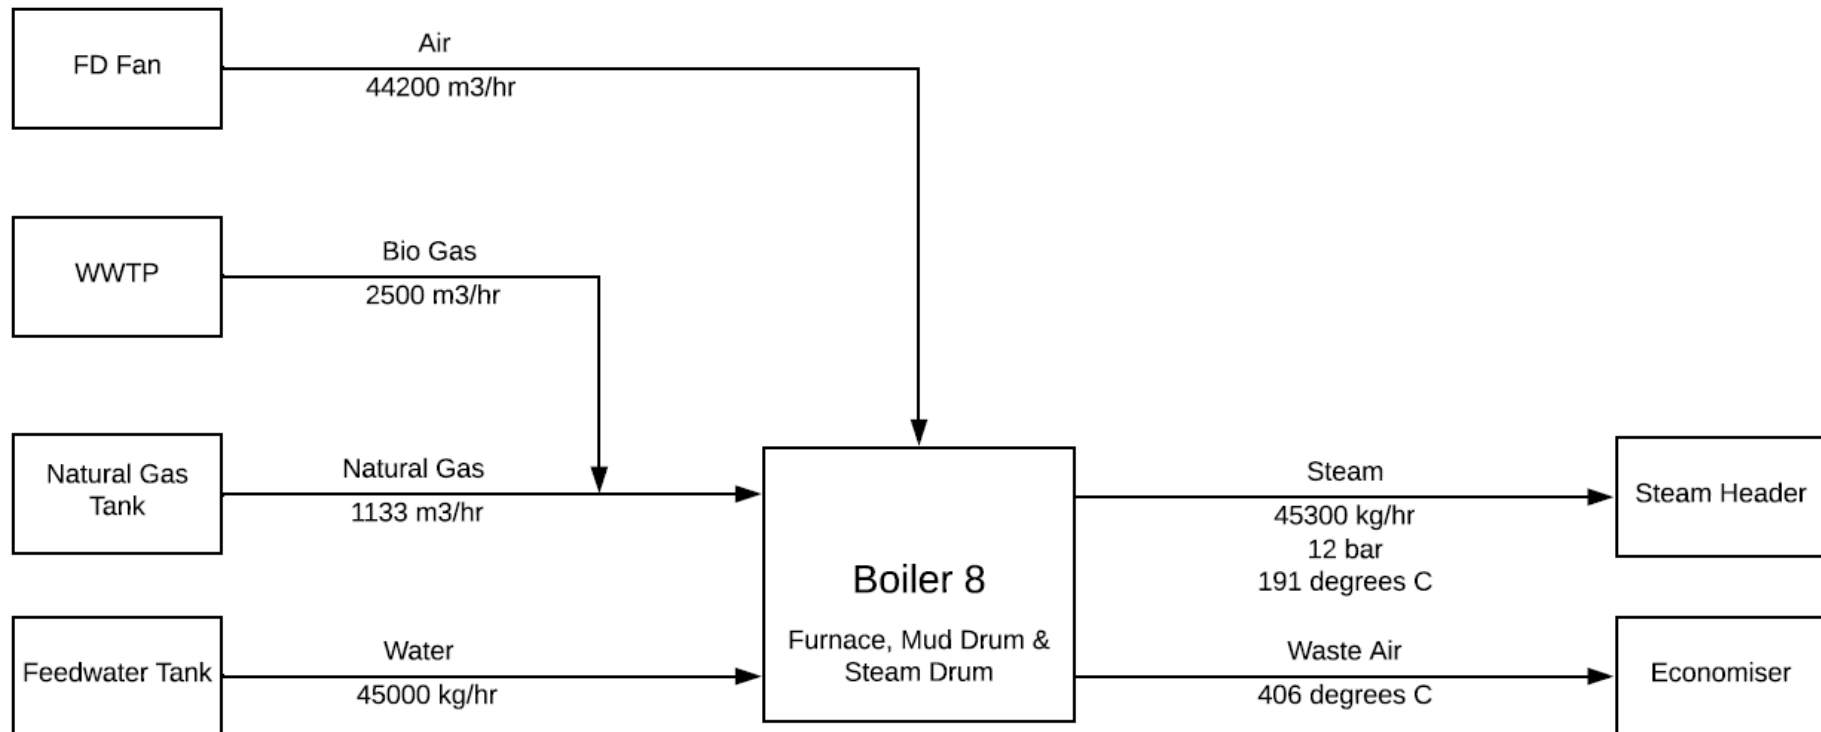 FD Fan
Air
44200 m3/hr
WWTP
Bio Gas
2500 m3/hr
Natural Gas
Tank
Natural Gas
1133 m3/hr
Feedwater Tank
Water
45000 kg/hr
Boiler 8
Furnace, Mud Drum &
Steam Drum
Steam
45300 kg/hr
12 bar
191 degrees C
Steam Header
Waste Air
406 degrees C
Economiser